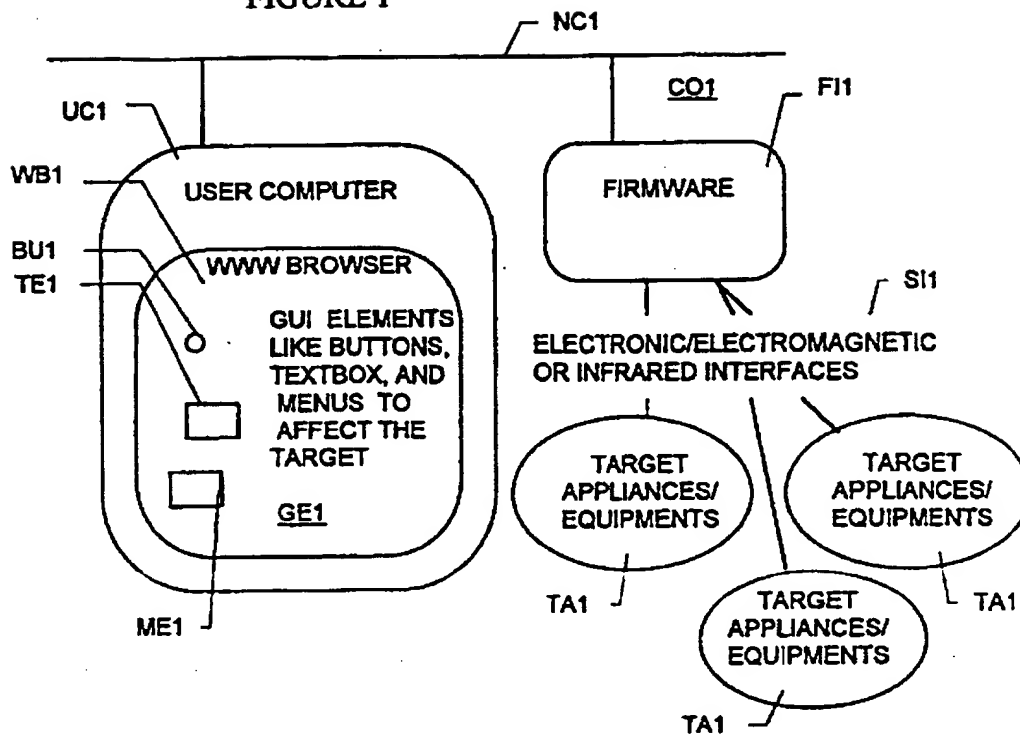 FIGURE 1
NC1
CO1
FI1
UC1
WB1
USER COMPUTER
FIRMWARE
BU1
TE1
WWW BROWSER
SI1
GUI ELEMENTS
LIKE BUTTONS,
TEXTBOX, AND
MENUS TO
AFFECT THE
TARGET
GE1
ELECTRONIC/ELECTROMAGNETIC
OR INFRARED INTERFACES
TARGET
APPLIANCES/
EQUIPMENTS
TARGET
APPLIANCES/
EQUIPMENTS
TA1
TA1
ME1
TARGET
APPLIANCES/
EQUIPMENTS
TA1